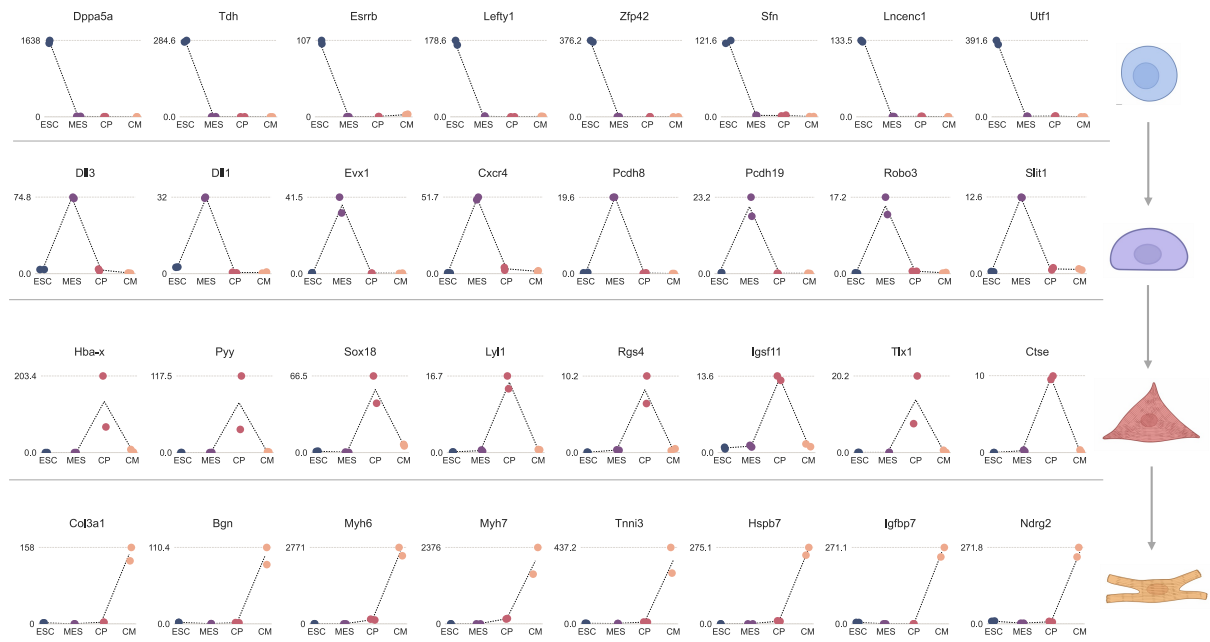 Dppa5a Tdh Esrrb Lefty1 Zfp42 Sfn Lncenc1 Utf1
1638 284.6 107 178.6 376.2 121.6 133.5 391.6
0.0 0.0 0.0 0.0 0.0 0.0 0.0 0.0
ESC MES CP CM ESC MES CP CM ESC MES CP CM ESC MES CP CM ESC MES CP CM ESC MES CP CM ESC MES CP CM ESC MES CP CM
Dll3 Dll1 Evx1 Cxcr4 Pcdh8 Pcdh19 Robo3 Slit1
74.8 32 41.5 51.7 19.6 23.2 17.2 12.6
0.0 0 0.0 0.0 0.0 0.0 0.0 0.0
ESC MES CP CM ESC MES CP CM ESC MES CP CM ESC MES CP CM ESC MES CP CM ESC MES CP CM ESC MES CP CM ESC MES CP CM
Hba-x Pyy Sox18 Lyl1 Rgs4 Igsf11 Tlx1 Ctse
203.4 117.5 66.5 16.7 10.2 13.6 20.2 10
0.0 0.0 0.0 0.0 0.0 0.0 0.0 0
ESC MES CP CM ESC MES CP CM ESC MES CP CM ESC MES CP CM ESC MES CP CM ESC MES CP CM ESC MES CP CM ESC MES CP CM
Col3a1 Bgn Myh6 Myh7 Tnni3 Hspb7 Igfbp7 Ndrg2
158 110.4 2771 2376 437.2 275.1 271.1 271.8
0 0.0 0 0 0.0 0.0 0.0 0.0
ESC MES CP CM ESC MES CP CM ESC MES CP CM ESC MES CP CM ESC MES CP CM ESC MES CP CM ESC MES CP CM ESC MES CP CM